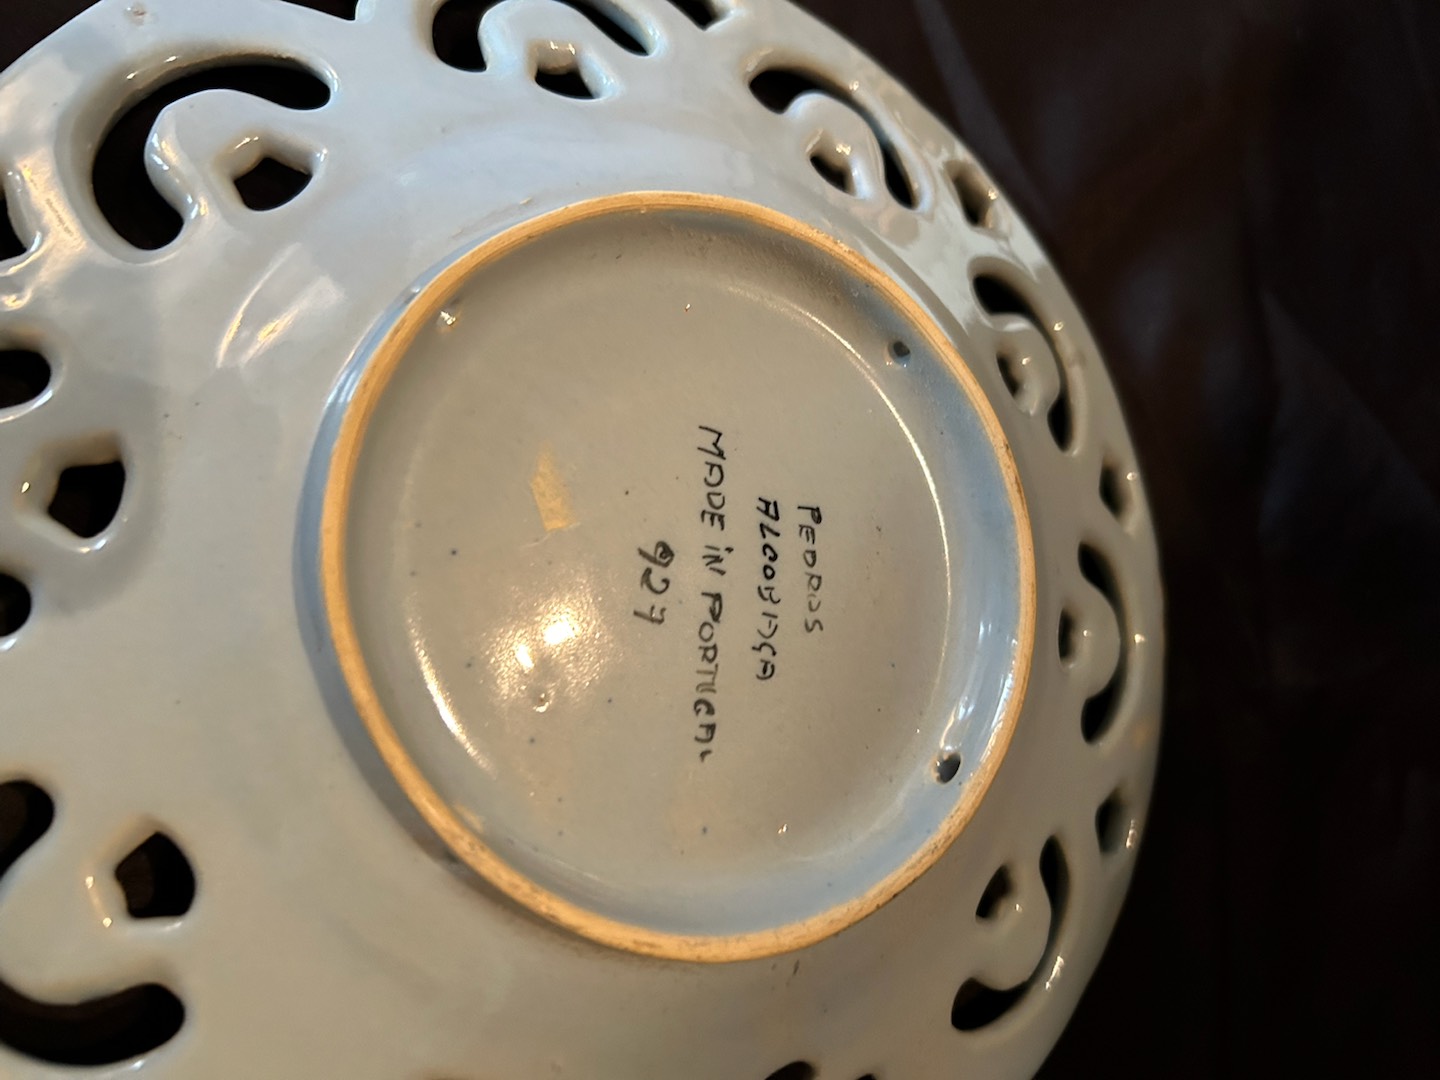 PEDROS
ALCOBAÇA
MADE IN PORTUGAL
927